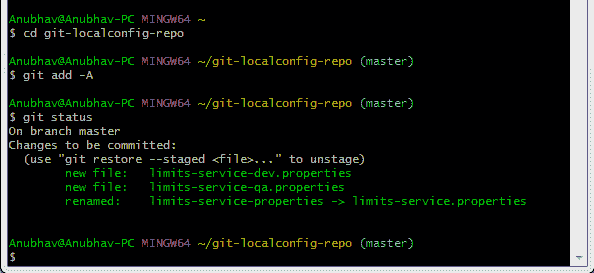 Anubhav@Anubhav-PC MINGW64 ~
$ cd git-localconfig-repo
Anubhav@Anubhav-PC MINGW64 ~/git-localconfig-repo (master)
$ git add -A
Anubhav@Anubhav-PC MINGW64 ~/git-localconfig-repo (master)
$ git status
On branch master
Changes to be committed:
  (use "git restore --staged <file>..." to unstage)
        new file:   limits-service-dev.properties
        new file:   limits-service-qa.properties
        renamed:    limits-service-properties -> limits-service.properties
Anubhav@Anubhav-PC MINGW64 ~/git-localconfig-repo (master)
$